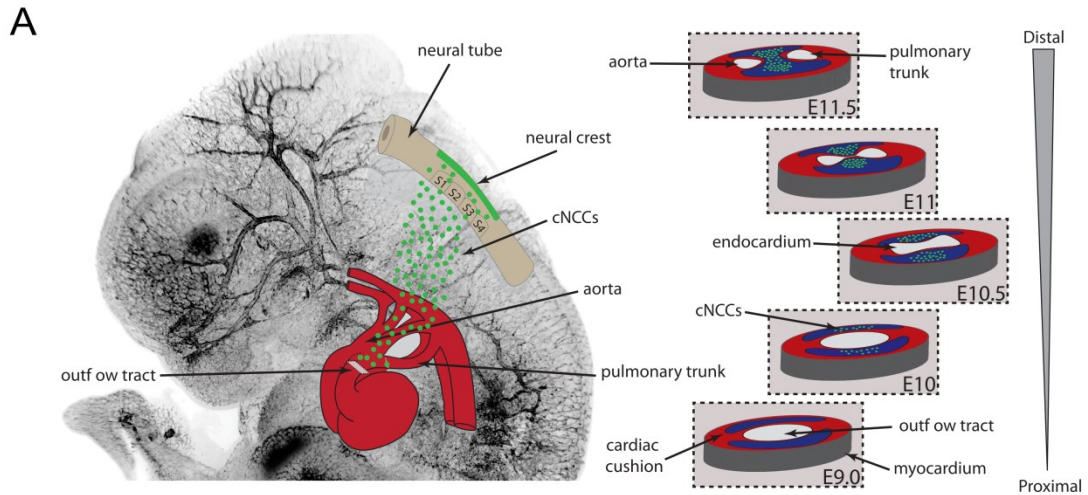 A
neural tube
neural crest
S1
S2
S3
S4
cNCCs
aorta
outf ow tract
pulmonary trunk
aorta
pulmonary
trunk
E11.5
E11
endocardium
E10.5
cNCCs
E10
outf ow tract
cardiac
cushion
myocardium
E9.0
Distal
Proximal